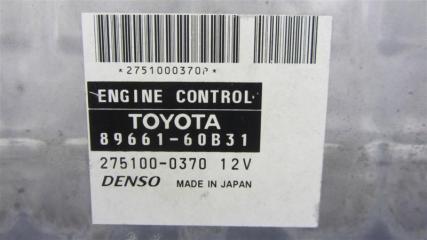 *2751000370P*
ENGINE CONTROL
TOYOTA
89661-60B31
275100-0370 12V
DENSO MADE IN JAPAN